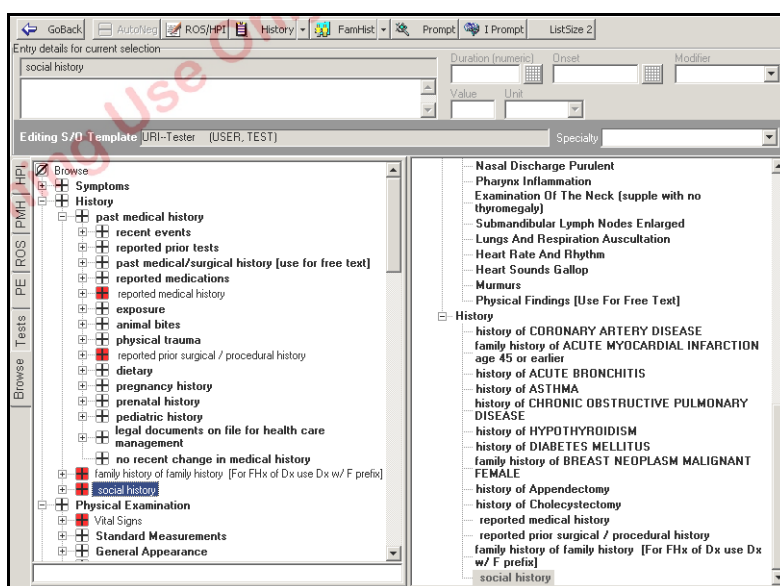 GoBack AutoNeg ROS/HPI History FamHist Prompt I Prompt ListSize 2
Entry details for current selection
social history
Duration (numeric) Onset Modifier
Value Unit
Editing S/O Template URI--Tester (USER, TEST) Specialty
ning Use On
HPI
PMH
ROS
PE
Tests
Browse
Browse
Symptoms
History
past medical history
recent events
reported prior tests
past medical/surgical history [use for free text]
reported medications
reported medical history
exposure
animal bites
physical trauma
reported prior surgical / procedural history
dietary
pregnancy history
prenatal history
pediatric history
legal documents on file for health care
management
no recent change in medical history
family history of family history [For FHx of Dx use Dx w/ F prefix]
social history
Physical Examination
Vital Signs
Standard Measurements
General Appearance
Nasal Discharge Purulent
Pharynx Inflammation
Examination Of The Neck (supple with no
thyromegaly)
Submandibular Lymph Nodes Enlarged
Lungs And Respiration Auscultation
Heart Rate And Rhythm
Heart Sounds Gallop
Murmurs
Physical Findings [Use For Free Text]
History
history of CORONARY ARTERY DISEASE
family history of ACUTE MYOCARDIAL INFARCTION
age 45 or earlier
history of ACUTE BRONCHITIS
history of ASTHMA
history of CHRONIC OBSTRUCTIVE PULMONARY
DISEASE
history of HYPOTHYROIDISM
history of DIABETES MELLITUS
family history of BREAST NEOPLASM MALIGNANT
FEMALE
history of Appendectomy
history of Cholecystectomy
reported medical history
reported prior surgical / procedural history
family history of family history [For FHx of Dx use Dx
w/ F prefix]
social history